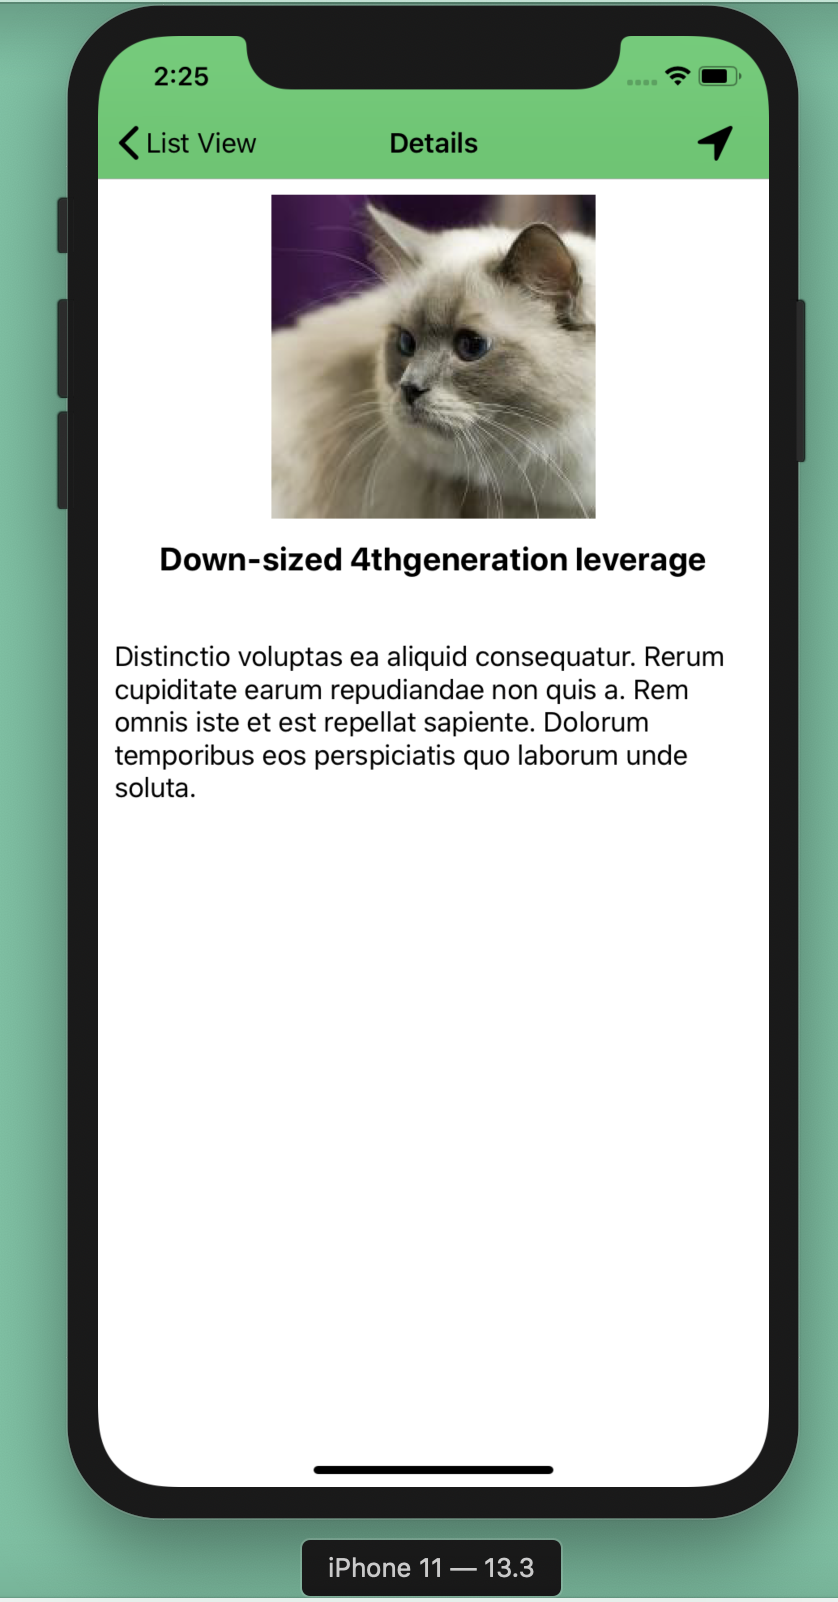 2:25
List View
Details
Down-sized 4thgeneration leverage
Distinctio voluptas ea aliquid consequatur. Rerum
cupiditate earum repudiandae non quis a. Rem
omnis iste et est repellat sapiente. Dolorum
temporibus eos perspiciatis quo laborum unde
soluta.
iPhone 11 — 13.3